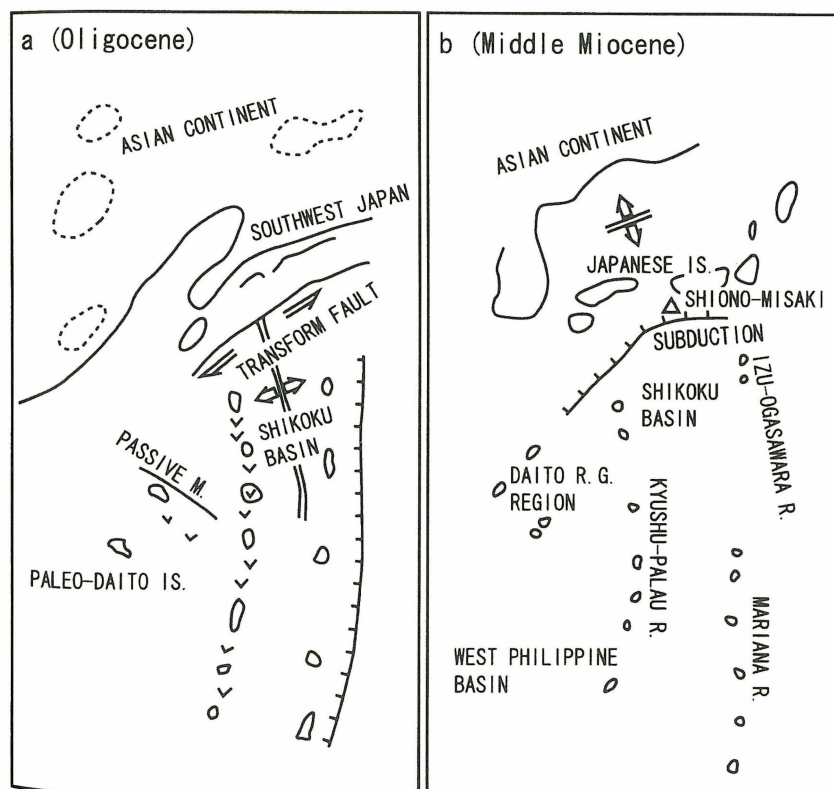 a (Oligocene)
ASIAN CONTINENT
SOUTHWEST JAPAN
TRANSFORM FAULT
SHIKOKU
BASIN
PASSIVE M.
PALEO-DAITO IS.
b (Middle Miocene)
ASIAN CONTINENT
JAPANESE IS.
SHIONO-MISAKI
SUBDUCTION
IZU-OGASAWARA R.
SHIKOKU
BASIN
DAITO R.G.
REGION
KYUSHU-PALAU R.
MARIANA R.
WEST PHILIPPINE
BASIN